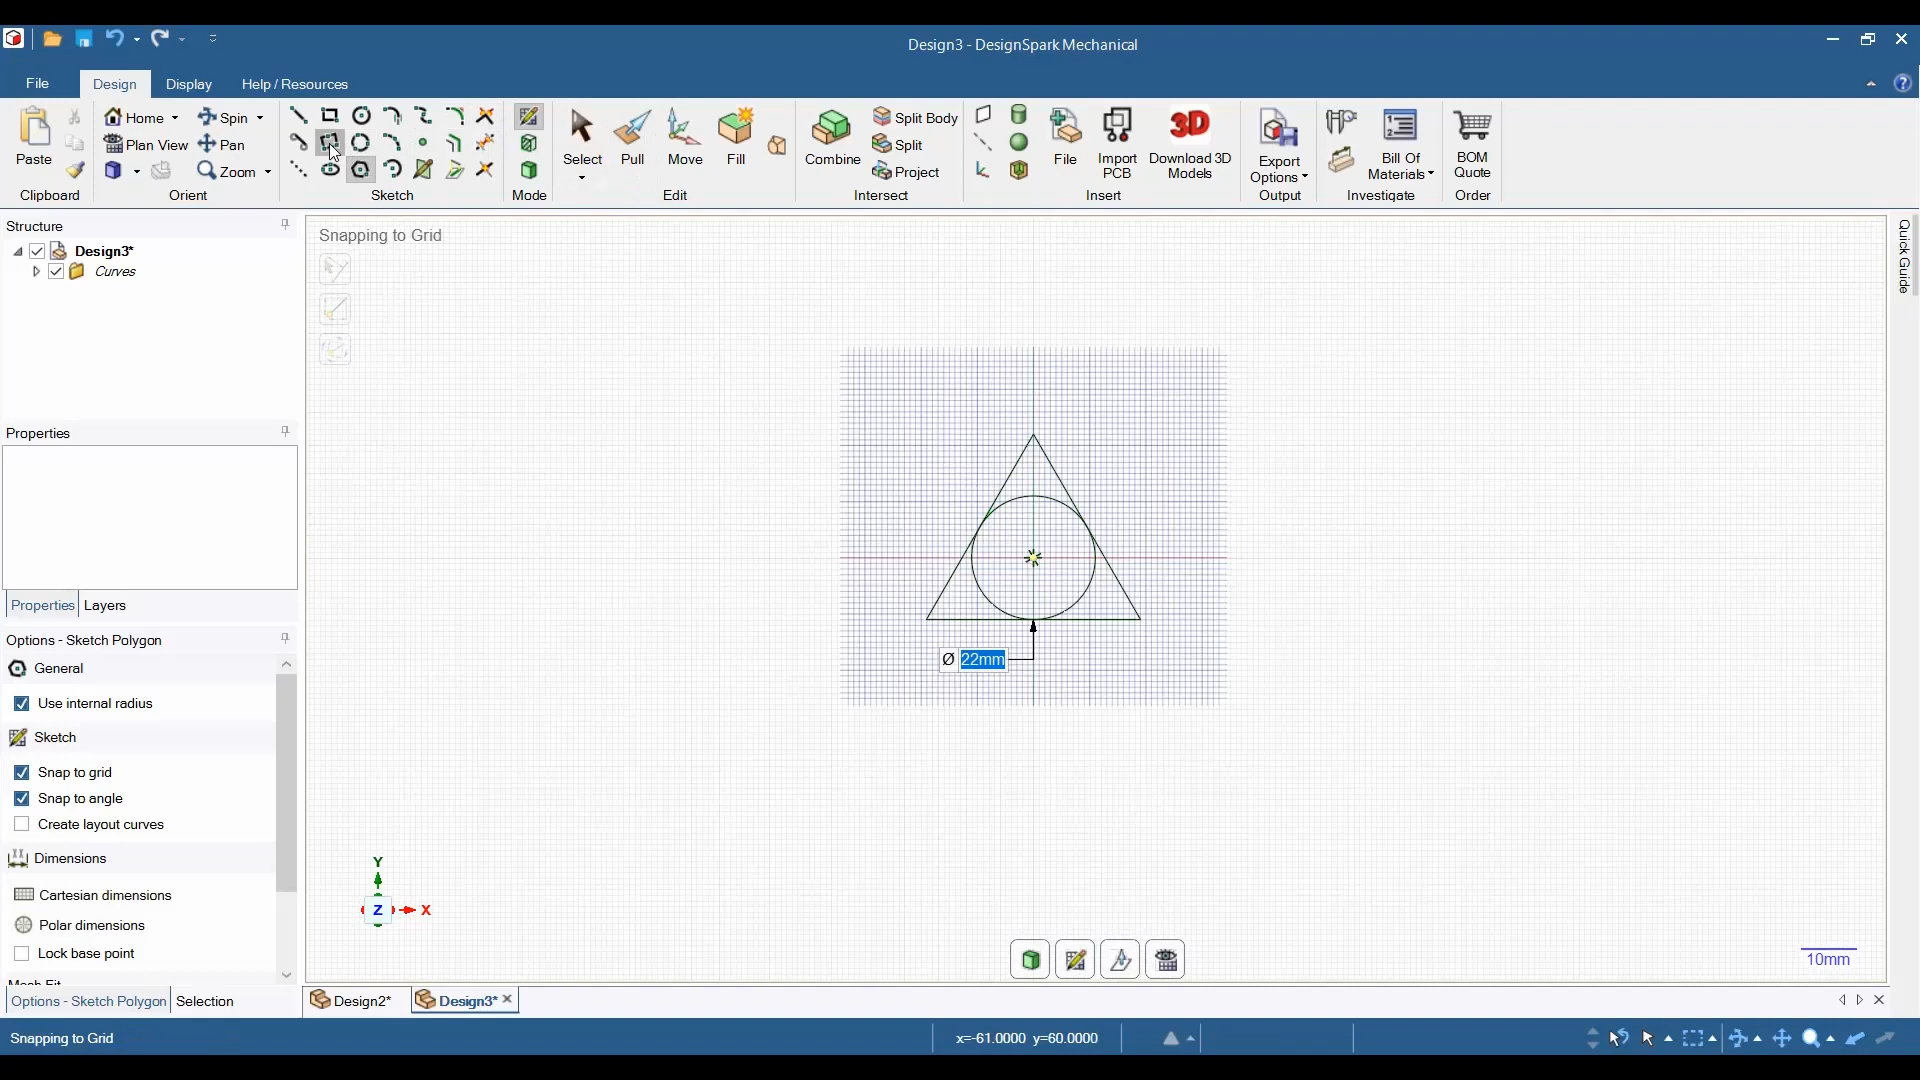 Design3 - DesignSpark Mechanical
File Design Display Help / Resources
Paste
Home
Plan View
Spin
Pan
Zoom
Select
Pull
Move
Fill
Combine
Split Body
Split
Project
File
Import PCB
Download 3D Models
Export Options
Bill Of Materials
BOM Quote
Clipboard Orient Sketch Mode Edit Intersect Insert Output Investigate Order
3D
Structure
Design3*
Curves
Snapping to Grid
Quick Guide
Properties
Properties Layers
Options - Sketch Polygon
General
Use internal radius
Sketch
Snap to grid
Snap to angle
Create layout curves
Dimensions
Cartesian dimensions
Polar dimensions
Lock base point
Options - Sketch Polygon Selection
Ø 22mm
Y
Z
X
10mm
Design2* Design3*
Snapping to Grid
x=-61.0000 y=60.0000